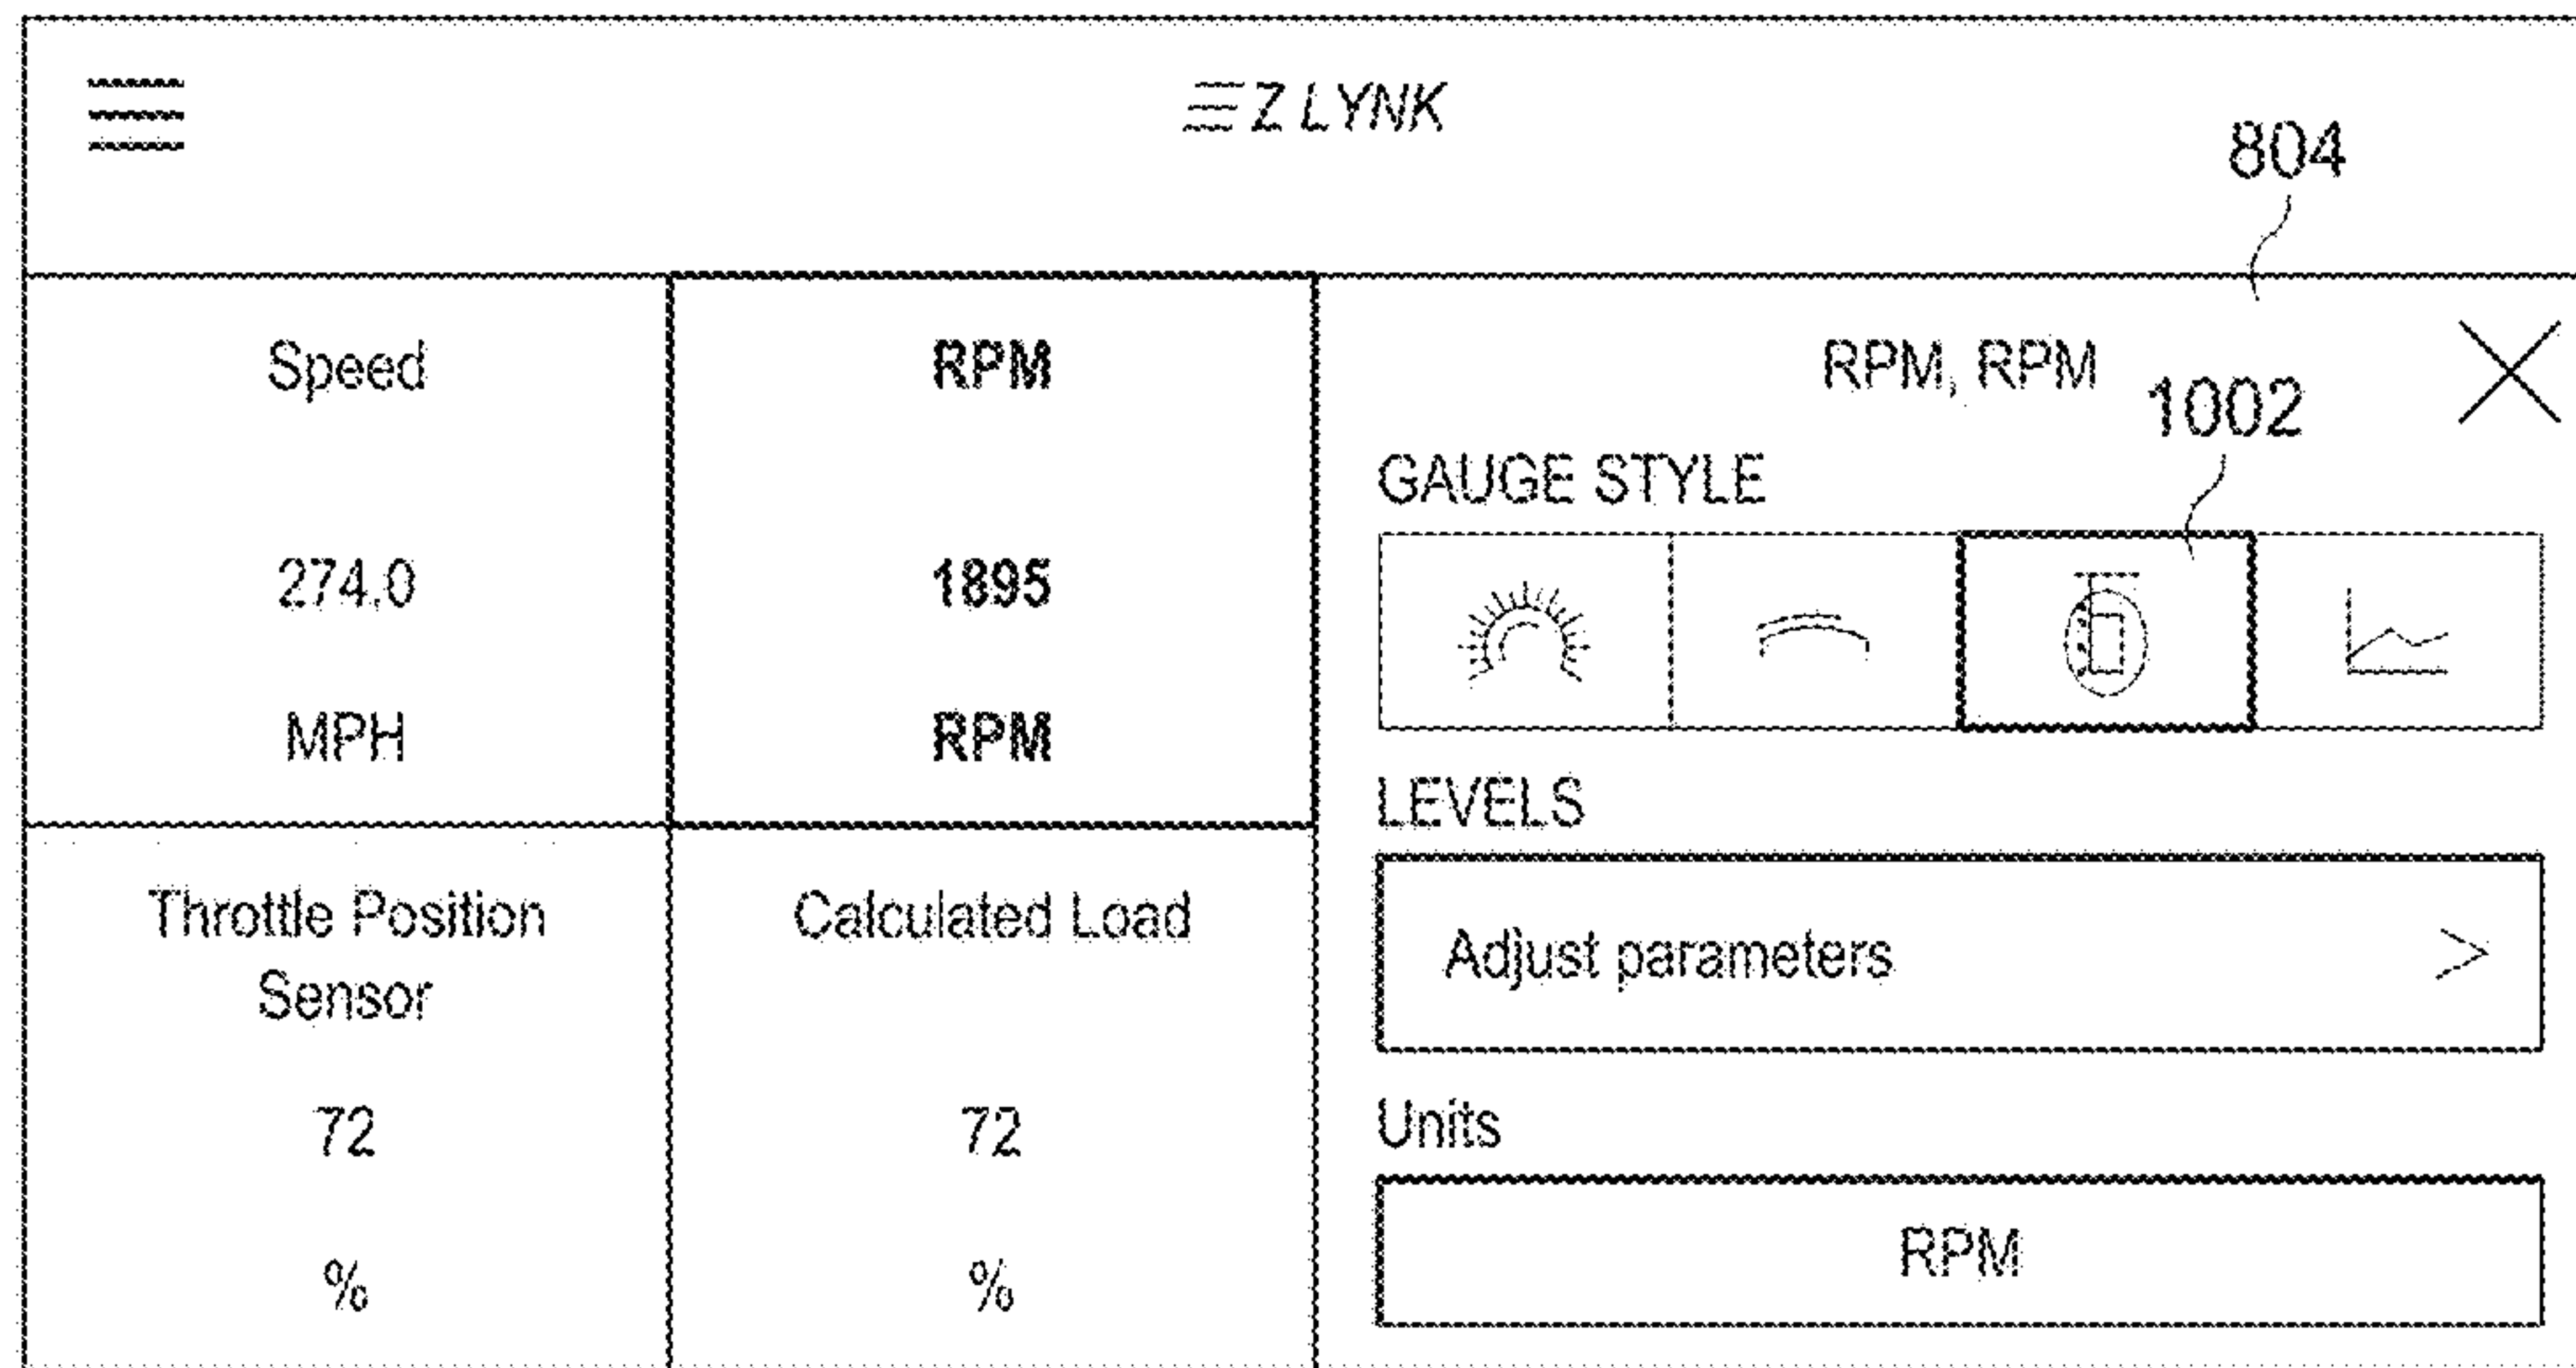 EZ LYNK
804
Speed
274.0
MPH
RPM
1895
RPM
Throttle Position
Sensor
72
%
Calculated Load
72
%
RPM, RPM
1002
GAUGE STYLE
LEVELS
Adjust parameters >
Units
RPM